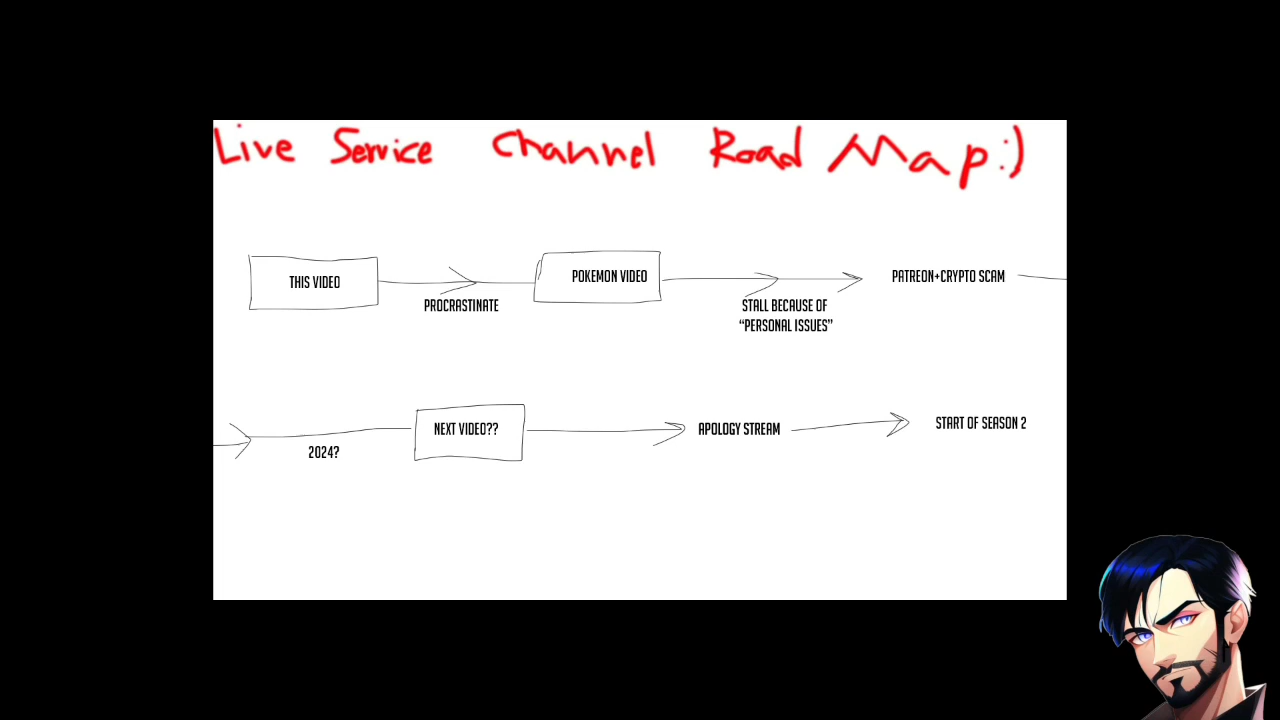 Live Service Channel Road Map :)
THIS VIDEO
PROCRASTINATE
POKEMON VIDEO
STALL BECAUSE OF
“PERSONAL ISSUES”
PATREON+CRYPTO SCAM
2024?
NEXT VIDEO??
APOLOGY STREAM
START OF SEASON 2